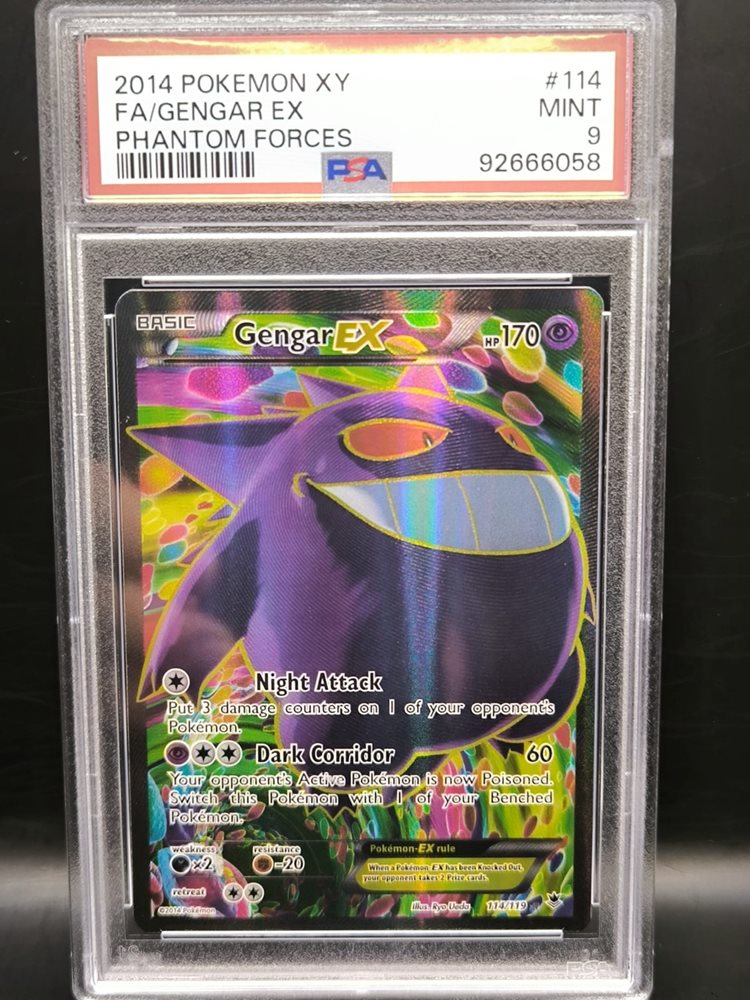 2014 POKEMON XY #114
FA/GENGAR EX MINT
PHANTOM FORCES 9
PSA 92666058
BASIC Gengar EX HP 170
Night Attack
Put 3 damage counters on 1 of your opponent's
Pokémon.
Dark Corridor 60
Your opponent's Active Pokémon is now Poisoned.
Switch this Pokémon with 1 of your Benched
Pokémon.
weakness resistance Pokémon-EX rule
×2 -20
When a Pokémon-EX has been Knocked Out,
your opponent takes 2 Prize cards.
retreat
©2014 Pokémon Illus. Ryo Ueda 114/119